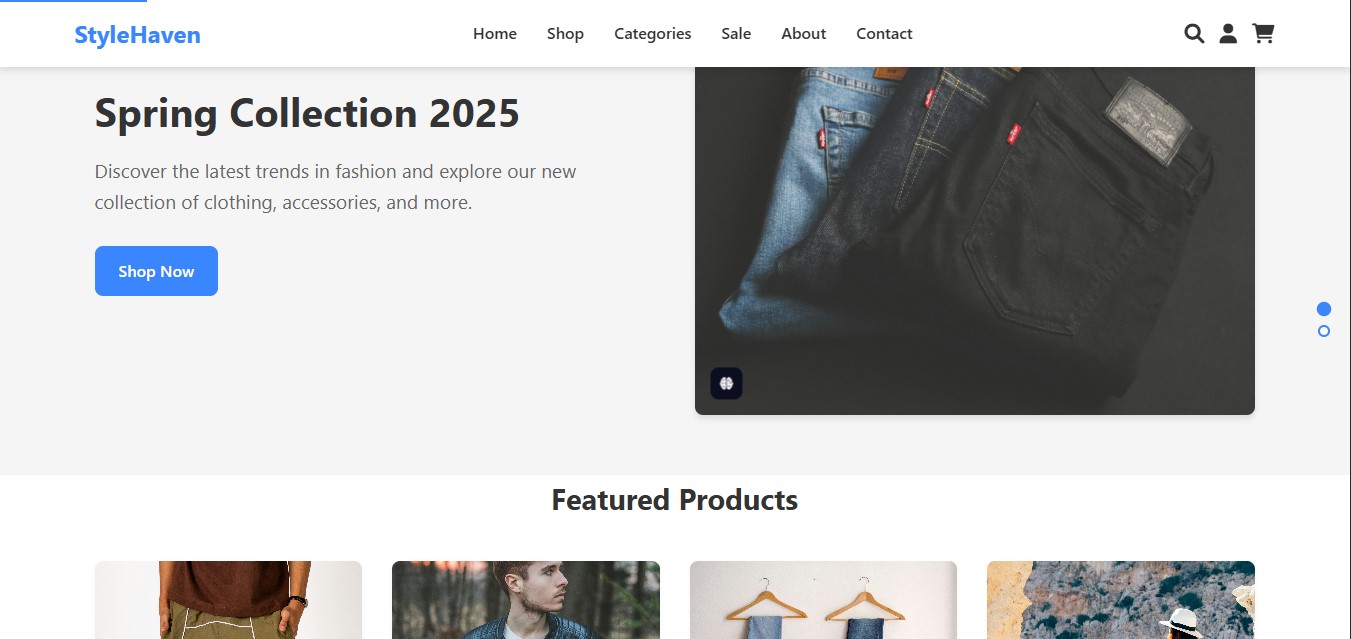 StyleHaven
Home
Shop
Categories
Sale
About
Contact
Spring Collection 2025
Discover the latest trends in fashion and explore our new
collection of clothing, accessories, and more.
Shop Now
Featured Products